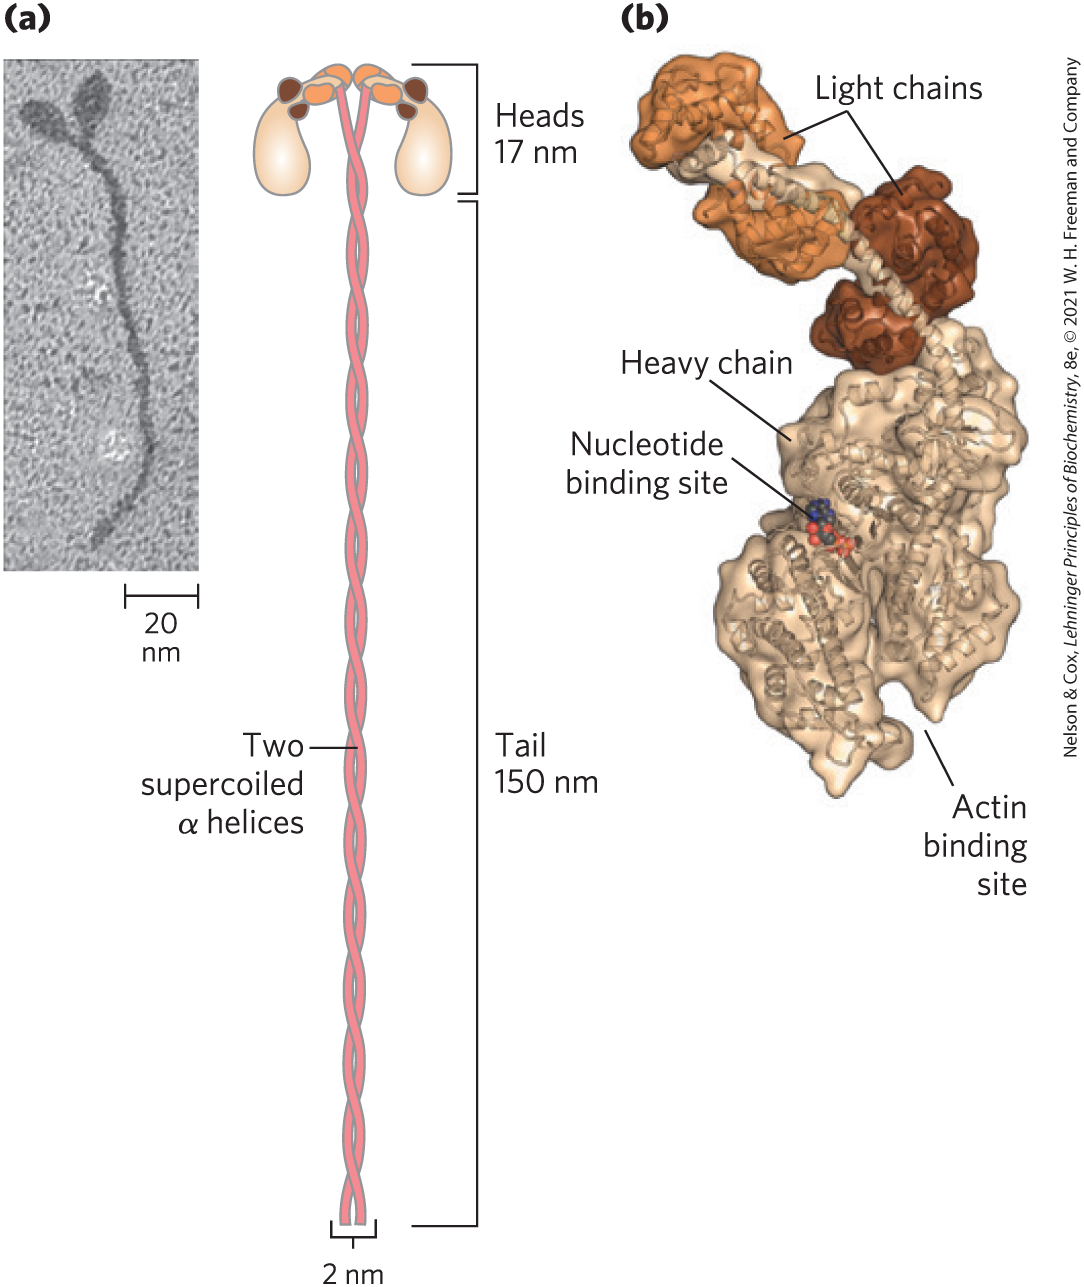 (a)
Heads
17 nm
20
nm
Two
supercoiled
α helices
Tail
150 nm
2 nm
(b)
Light chains
Heavy chain
Nucleotide
binding site
Actin
binding
site
Nelson & Cox, Lehninger Principles of Biochemistry, 8e, © 2021 W. H. Freeman and Company